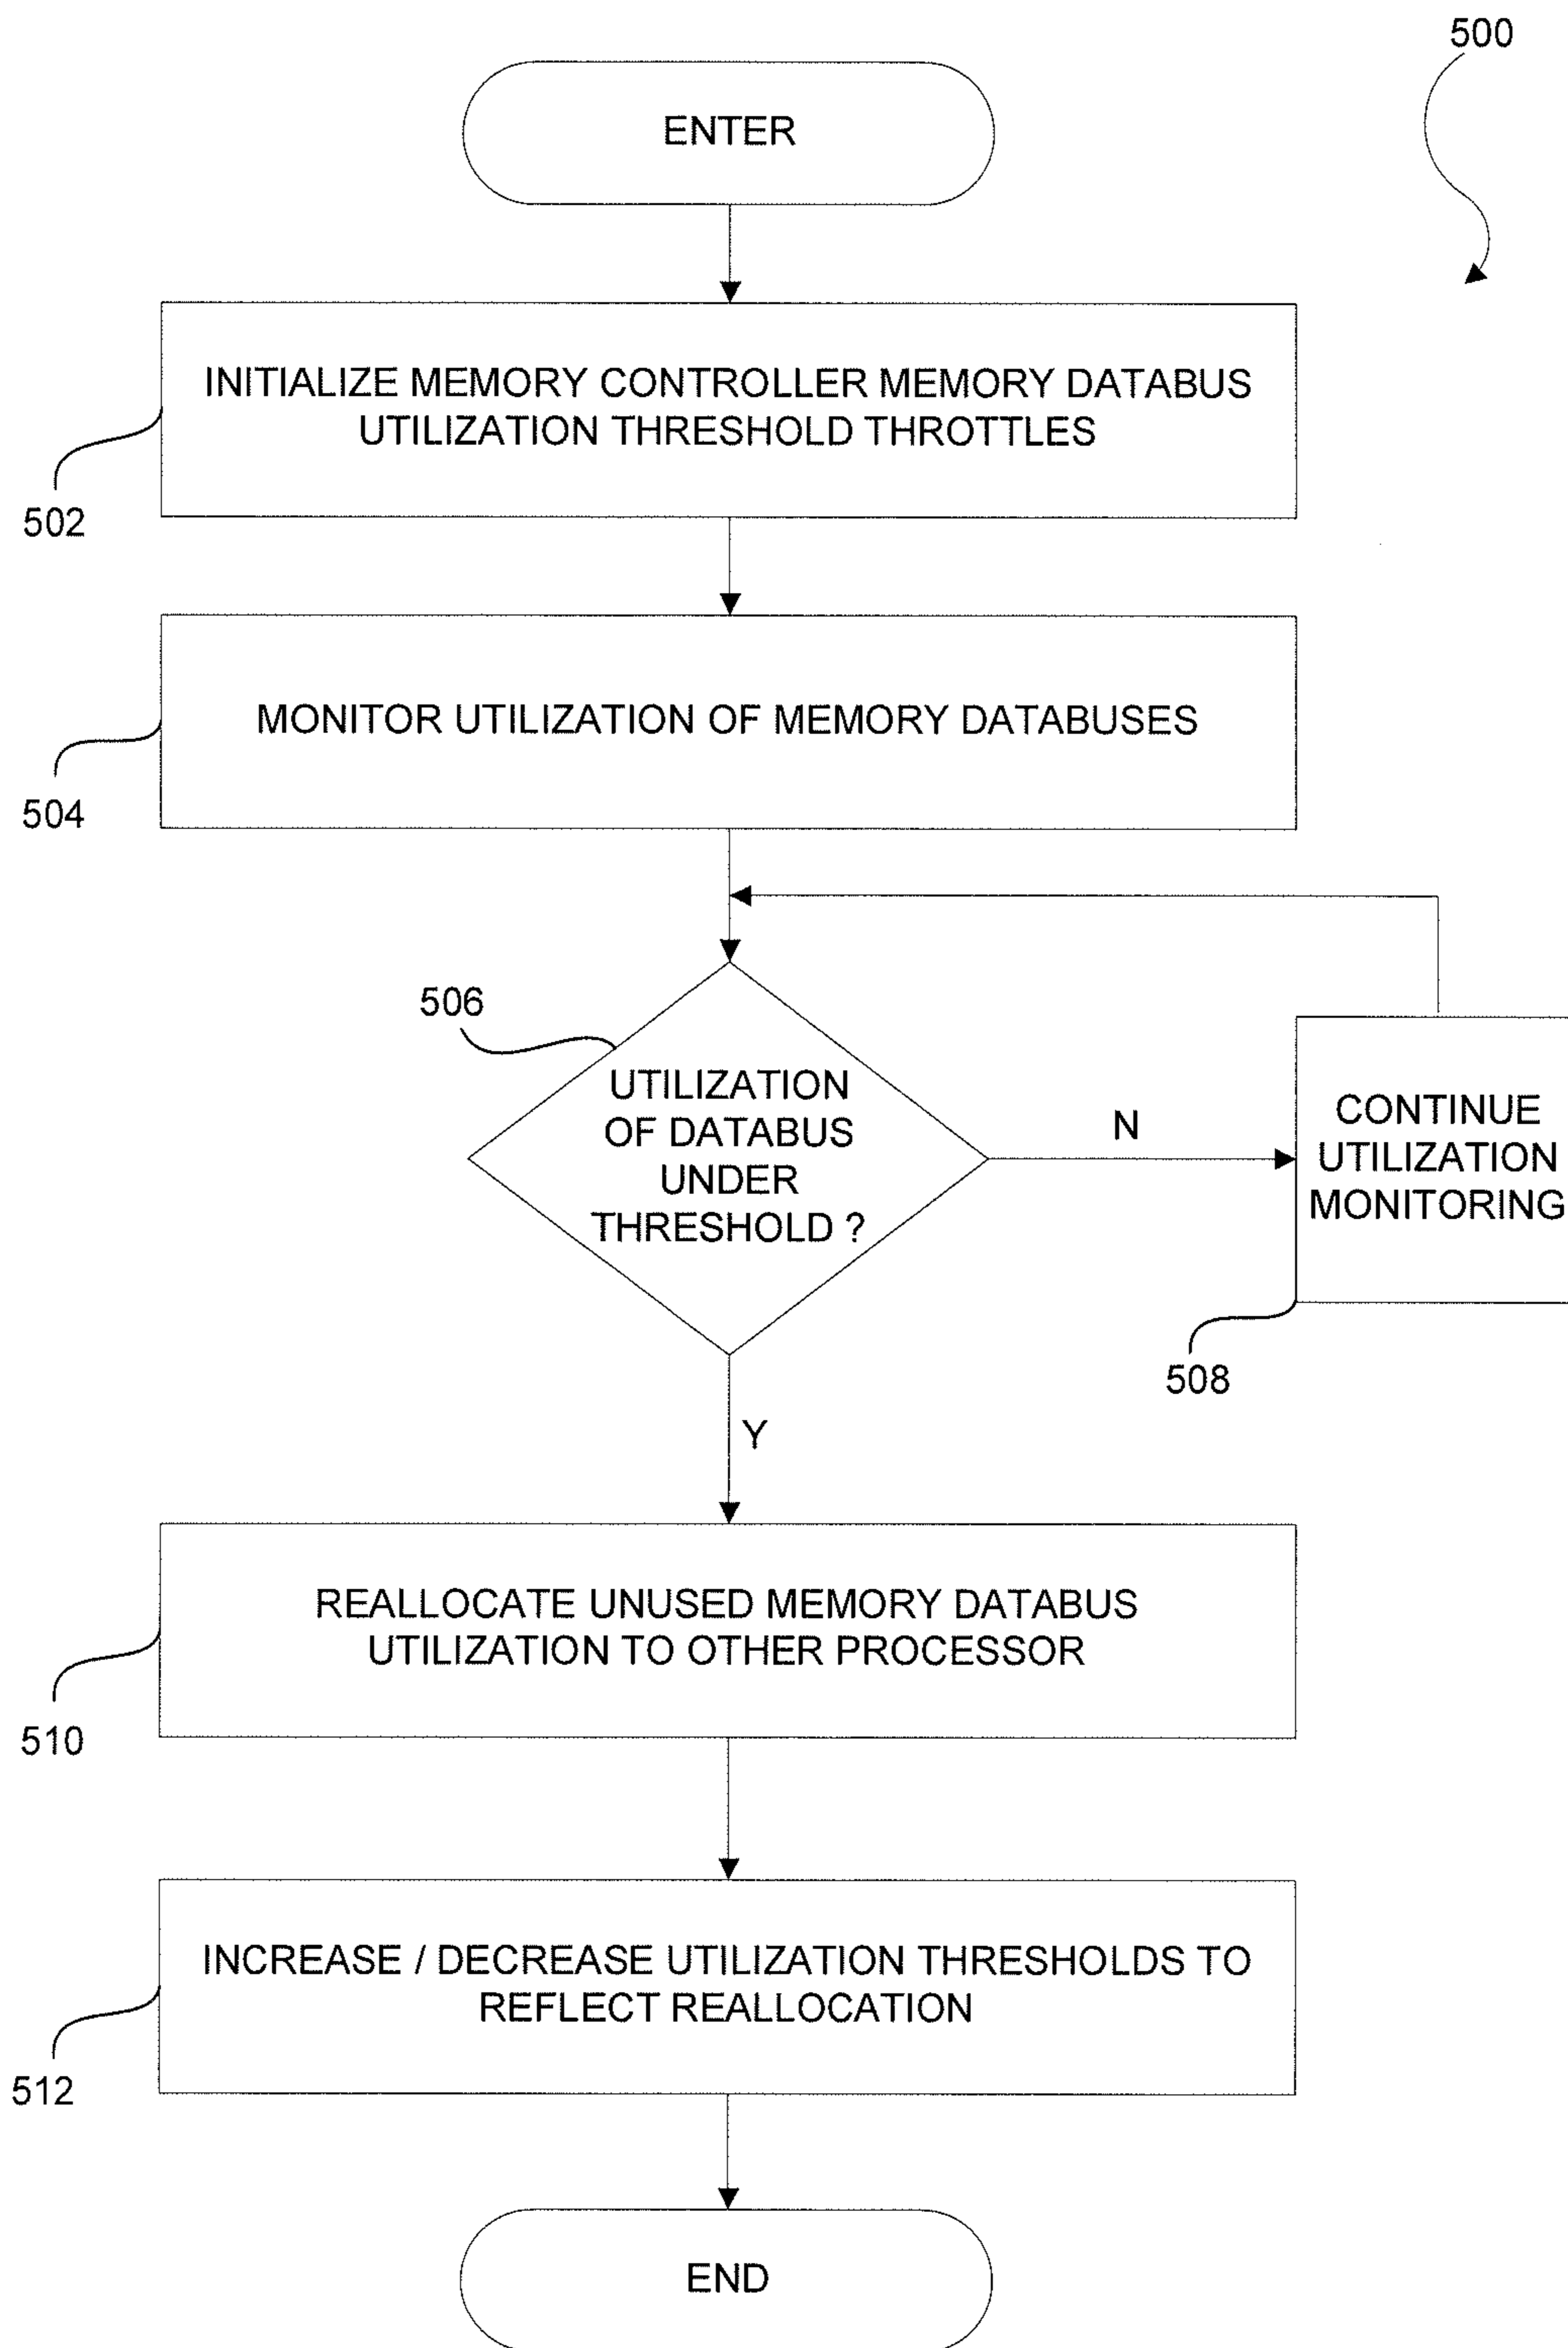 500
ENTER
INITIALIZE MEMORY CONTROLLER MEMORY DATABUS
UTILIZATION THRESHOLD THROTTLES
502
MONITOR UTILIZATION OF MEMORY DATABUSES
504
506
UTILIZATION
OF DATABUS
UNDER
THRESHOLD ?
N
CONTINUE
UTILIZATION
MONITORING
508
Y
REALLOCATE UNUSED MEMORY DATABUS
UTILIZATION TO OTHER PROCESSOR
510
INCREASE / DECREASE UTILIZATION THRESHOLDS TO
REFLECT REALLOCATION
512
END